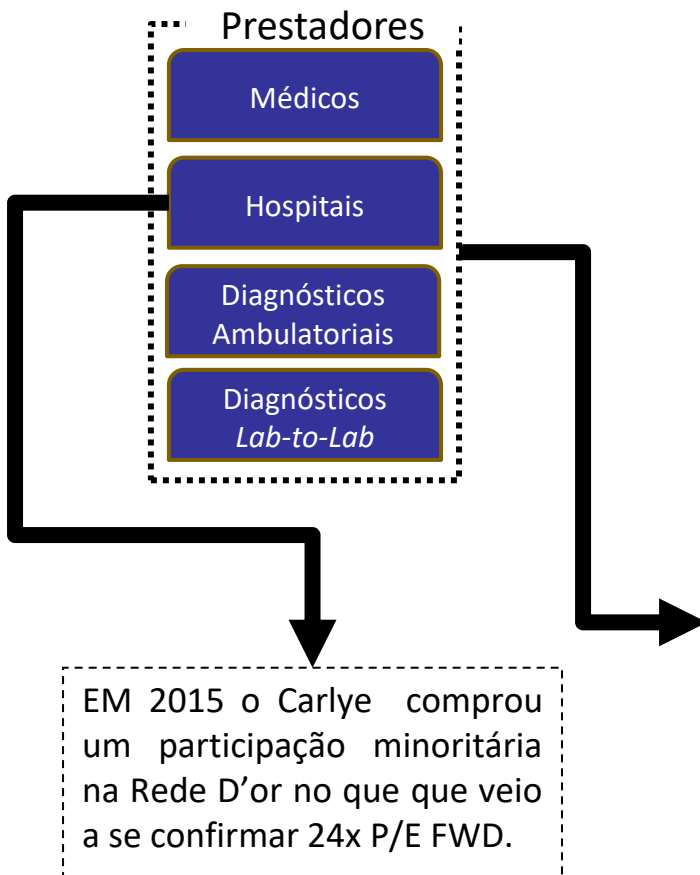 Prestadores
Médicos
Hospitais
Diagnósticos
Ambulatoriais
Diagnósticos
Lab-to-Lab
EM 2015 o Carlye comprou
um participação minoritária
na Rede D’or no que que veio
a se confirmar 24x P/E FWD.